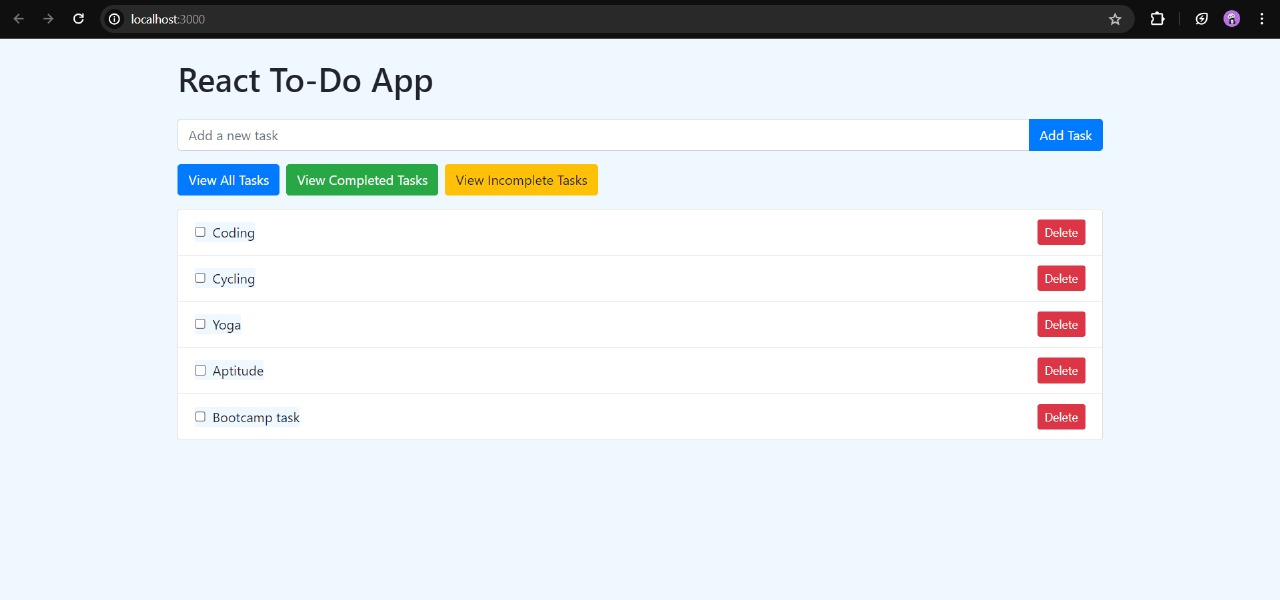 localhost:3000
React To-Do App
Add a new task Add Task
View All Tasks View Completed Tasks View Incomplete Tasks
Coding Delete
Cycling Delete
Yoga Delete
Aptitude Delete
Bootcamp task Delete